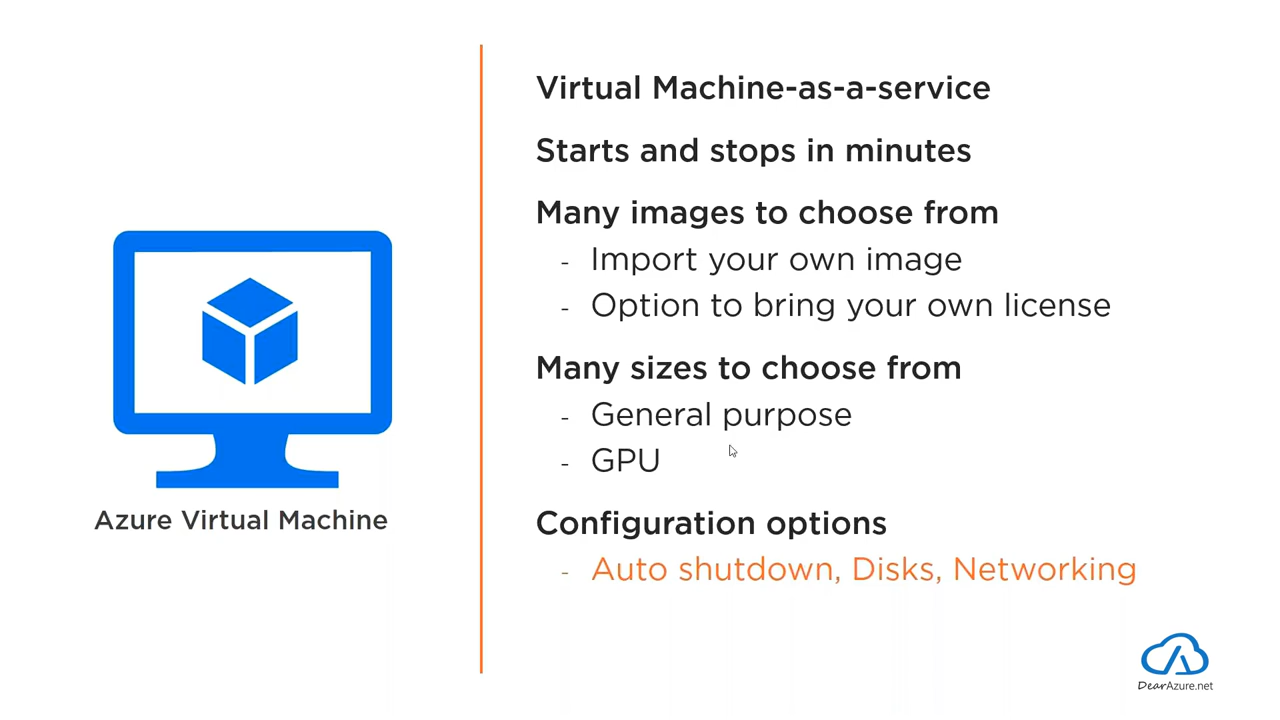 Azure Virtual Machine
Virtual Machine-as-a-service
Starts and stops in minutes
Many images to choose from
- Import your own image
- Option to bring your own license
Many sizes to choose from
- General purpose
- GPU
Configuration options
- Auto shutdown, Disks, Networking
DearAzure.net